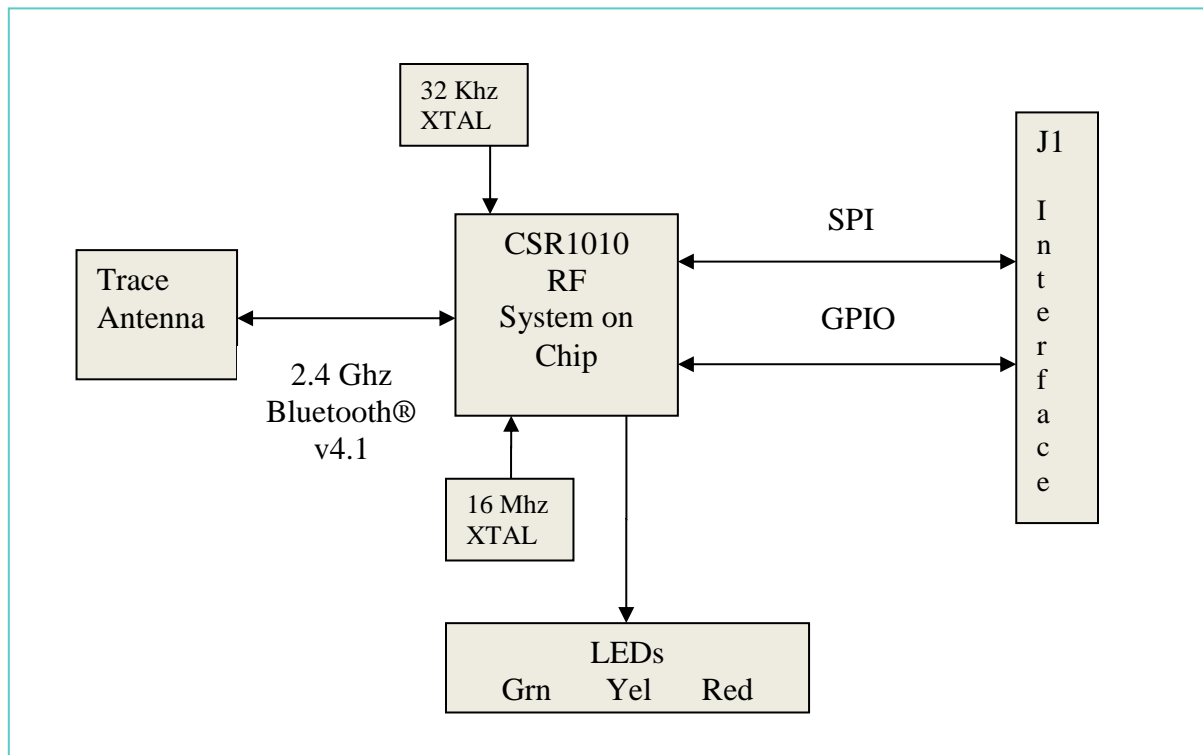 32 Khz
XTAL
J1
Interface
SPI
CSR1010
RF
System on
Chip
Trace
Antenna
GPIO
2.4 Ghz
Bluetooth®
v4.1
16 Mhz
XTAL
LEDs
Grn Yel Red